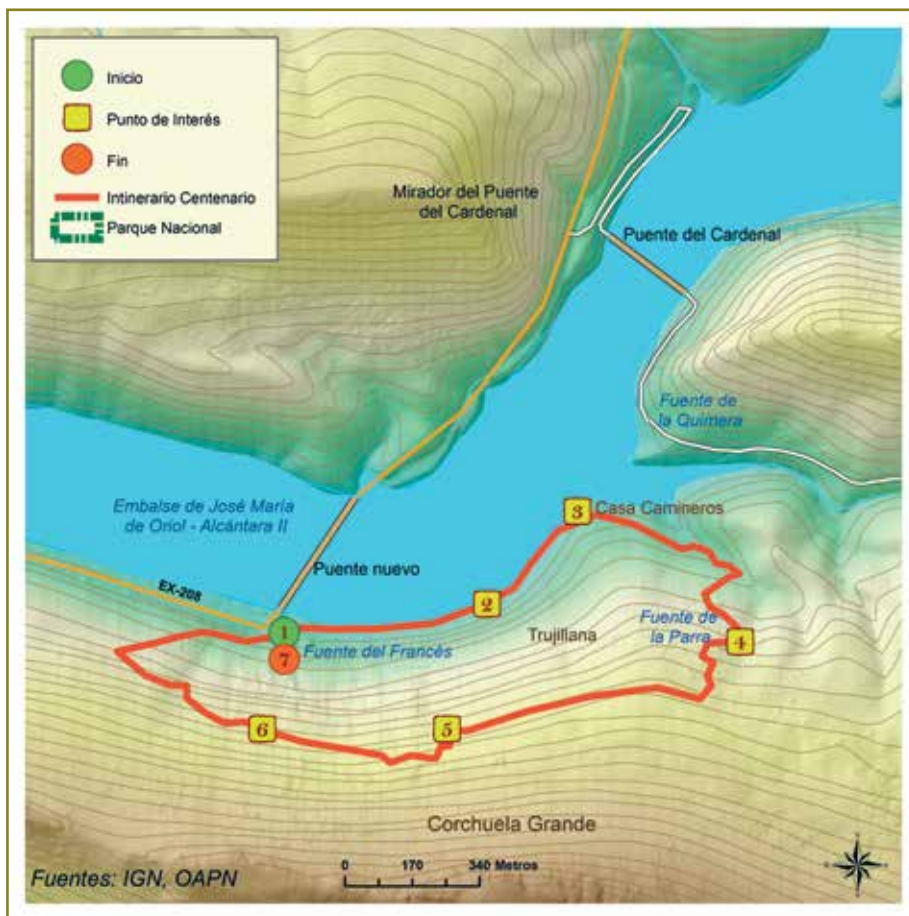 Inicio
Punto de Interés
Fin
Intinerario Centenario
Parque Nacional
Mirador del Puente
del Cardenal
Puente del Cardenal
Fuente de
la Quimera
Embalse de José María
de Oriol - Alcántara II
3
Casa Camineros
Puente nuevo
EX-208
2
1
Trujillana
Fuente de
la Parra
4
7
Fuente del Francés
6
5
Corchuela Grande
Fuentes: IGN, OAPN
0 170 340 Metros